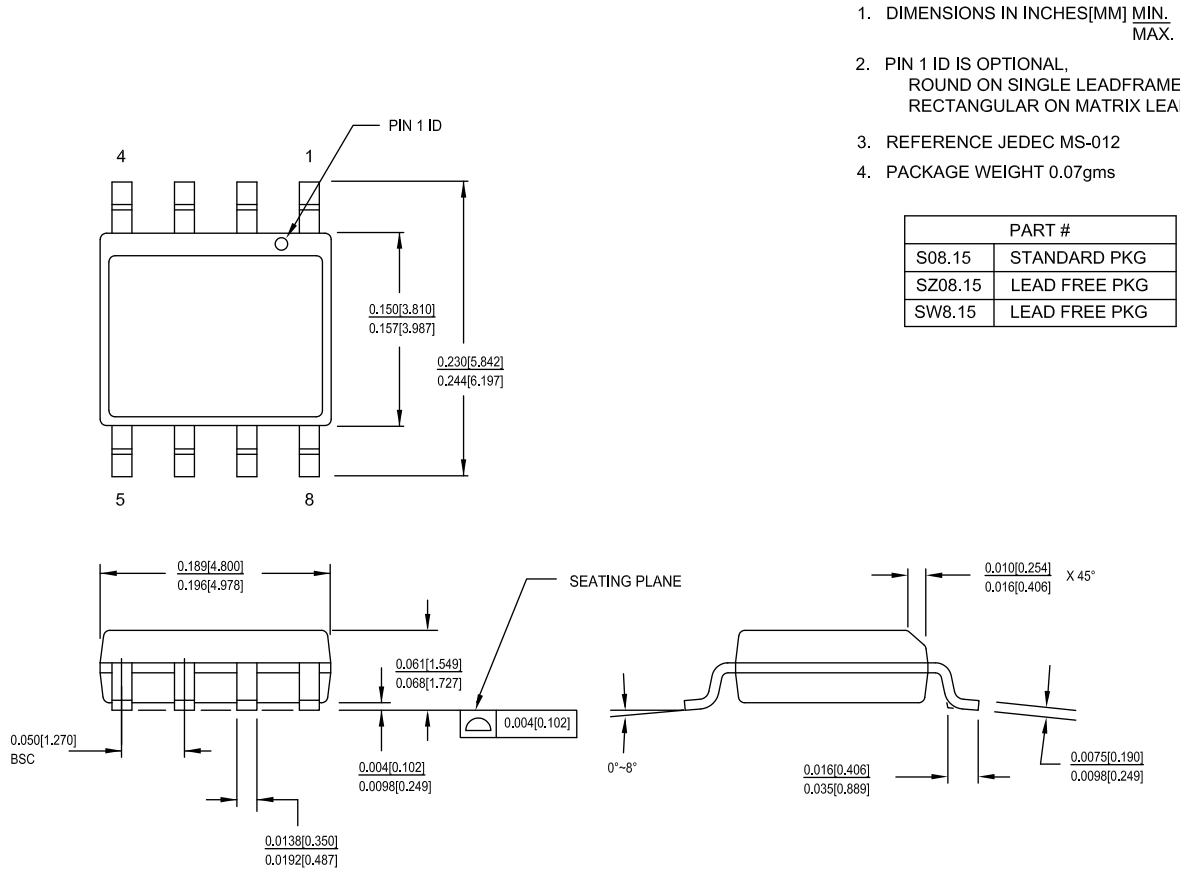 1. DIMENSIONS IN INCHES[MM] MIN.
MAX.
2. PIN 1 ID IS OPTIONAL,
ROUND ON SINGLE LEADFRAME
RECTANGULAR ON MATRIX
3. REFERENCE JEDEC MS-012
4. PACKAGE WEIGHT 0.07gms
PART #
S08.15 STANDARD PKG
SZ08.15 LEAD FREE PKG
SW8.15 LEAD FREE PKG
PIN 1 ID
4 1
0.150[3.810]
0.157[3.987]
0.230[5.842]
0.244[6.197]
5 8
0.189[4.800]
0.196[4.978]
SEATING PLANE
0.010[0.254]
0.016[0.406]
X 45°
0.061[1.549]
0.068[1.727]
0.004[0.102]
0.050[1.270]
BSC
0.004[0.102]
0.0098[0.249]
0°~8°
0.016[0.406]
0.035[0.889]
0.0075[0.190]
0.0098[0.249]
0.0138[0.350]
0.0192[0.487]